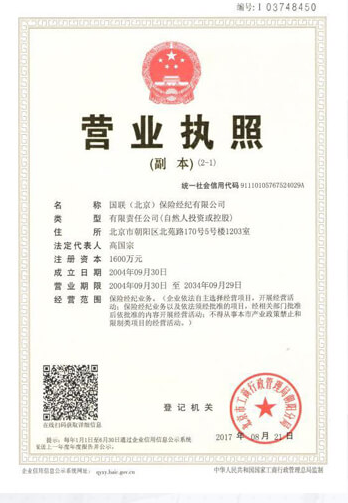 编号:1 03748450
营业执照
(副 本)(2-1)
统一社会信用代码 91110105767524029A
名 称 国联（北京）保险经纪有限公司
类 型 有限责任公司(自然人投资或控股)
住 所 北京市朝阳区北苑路170号5号楼1203室
法定代表人 高国宗
注册资本 1600万元
成立日期 2004年09月30日
营业期限 2004年09月30日 至 2034年09月29日
经营范围 保险经纪业务。（企业依法自主选择经营项目，开展经营活
动；保险经纪业务以及依法须经批准的项目，经相关部门批准
后依批准的内容开展经营活动；不得从事本市产业政策禁止和
限制类项目的经营活动。）
在线扫码获取详细信息
登记机关
北京市工商行政管理局朝阳分局
2017年08月21日
提示：每年1月1日至6月30日通过企业信用信息公示系统
报送上一年度年度报告并公示。
企业信用信息公示系统网址： qyxy.baic.gov.cn
中华人民共和国国家工商行政管理总局监制